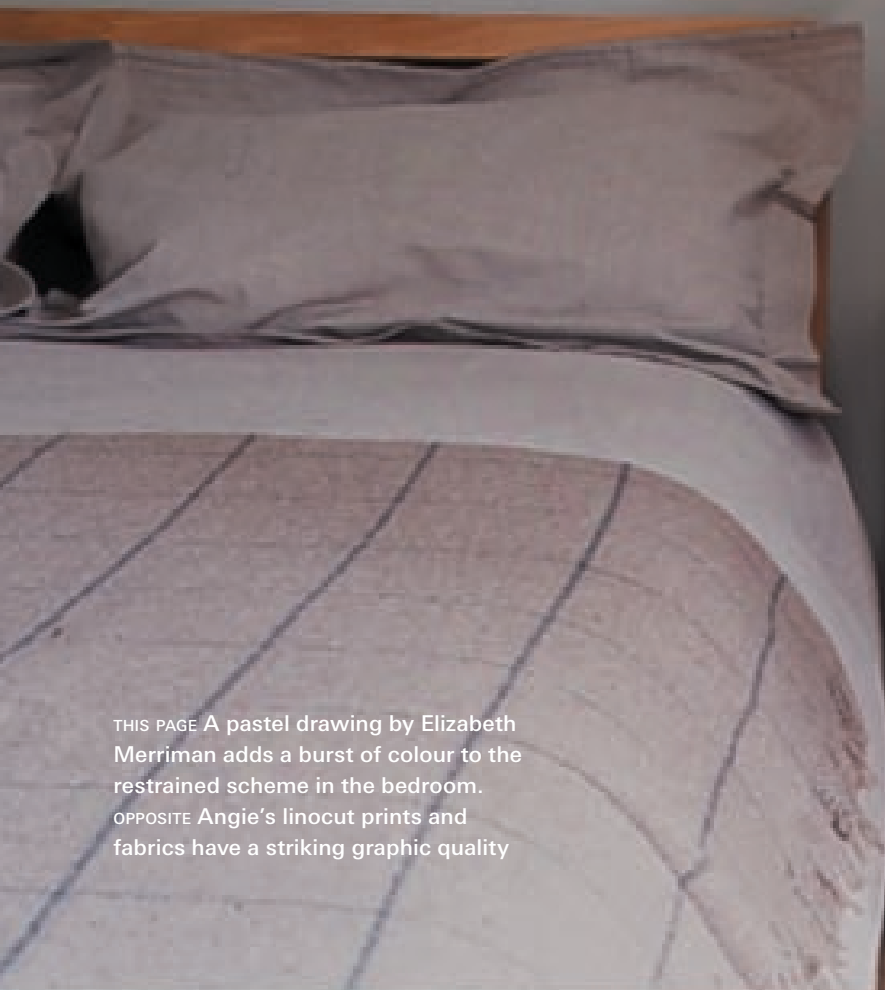 THIS PAGE A pastel drawing by Elizabeth
Merriman adds a burst of colour to the
restrained scheme in the bedroom.
OPPOSITE Angie’s linocut prints and
fabrics have a striking graphic quality